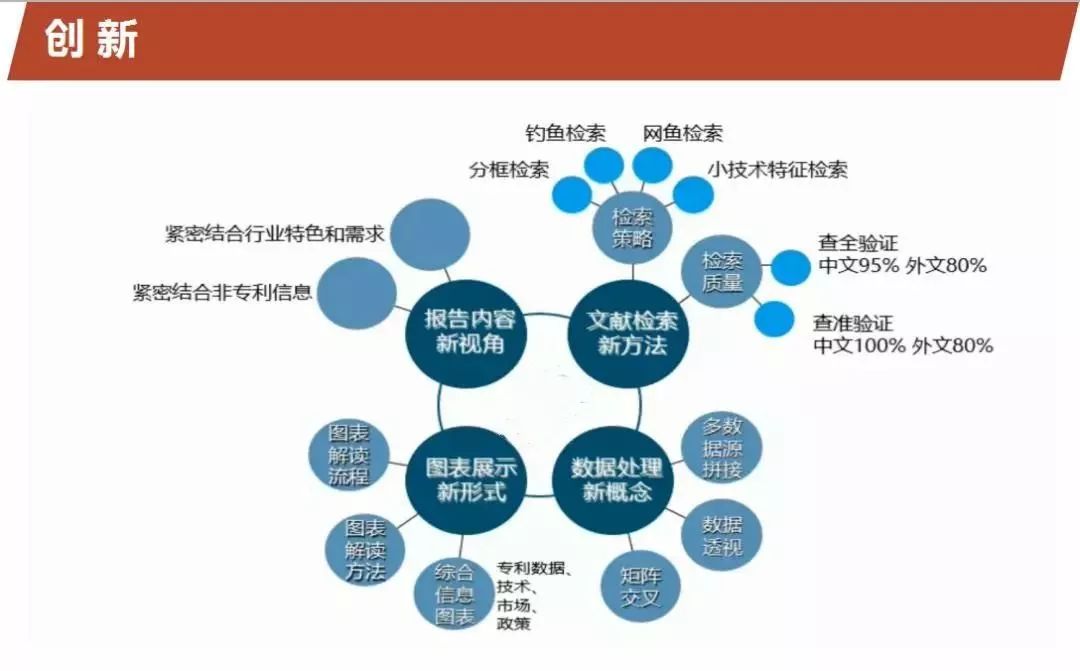 创新
钓鱼检索
网鱼检索
分框检索
小技术特征检索
检索
策略
紧密结合行业特色和需求
紧密结合非专利信息
检索
质量
查全验证
中文95% 外文80%
查准验证
中文100% 外文80%
报告内容
新视角
文献检索
新方法
图表展示
新形式
数据处理
新概念
图表
解读
流程
图表
解读
方法
综合
信息
图表
专利数据、
技术、
市场、
政策
多数
据源
拼接
数据
透视
矩阵
交叉